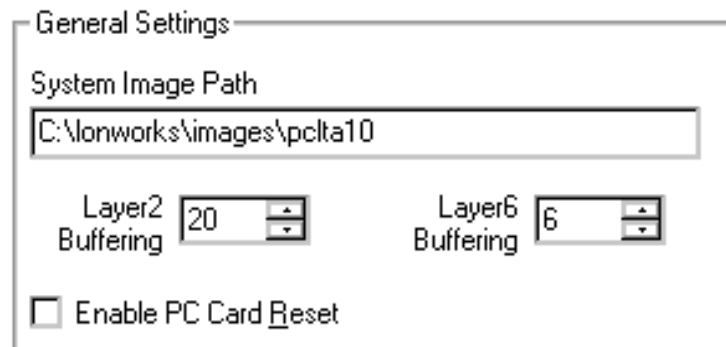 General Settings
System Image Path
C:\lonworks\images\pclta10
Layer2
Buffering
20
Layer6
Buffering
6
Enable PC Card Reset